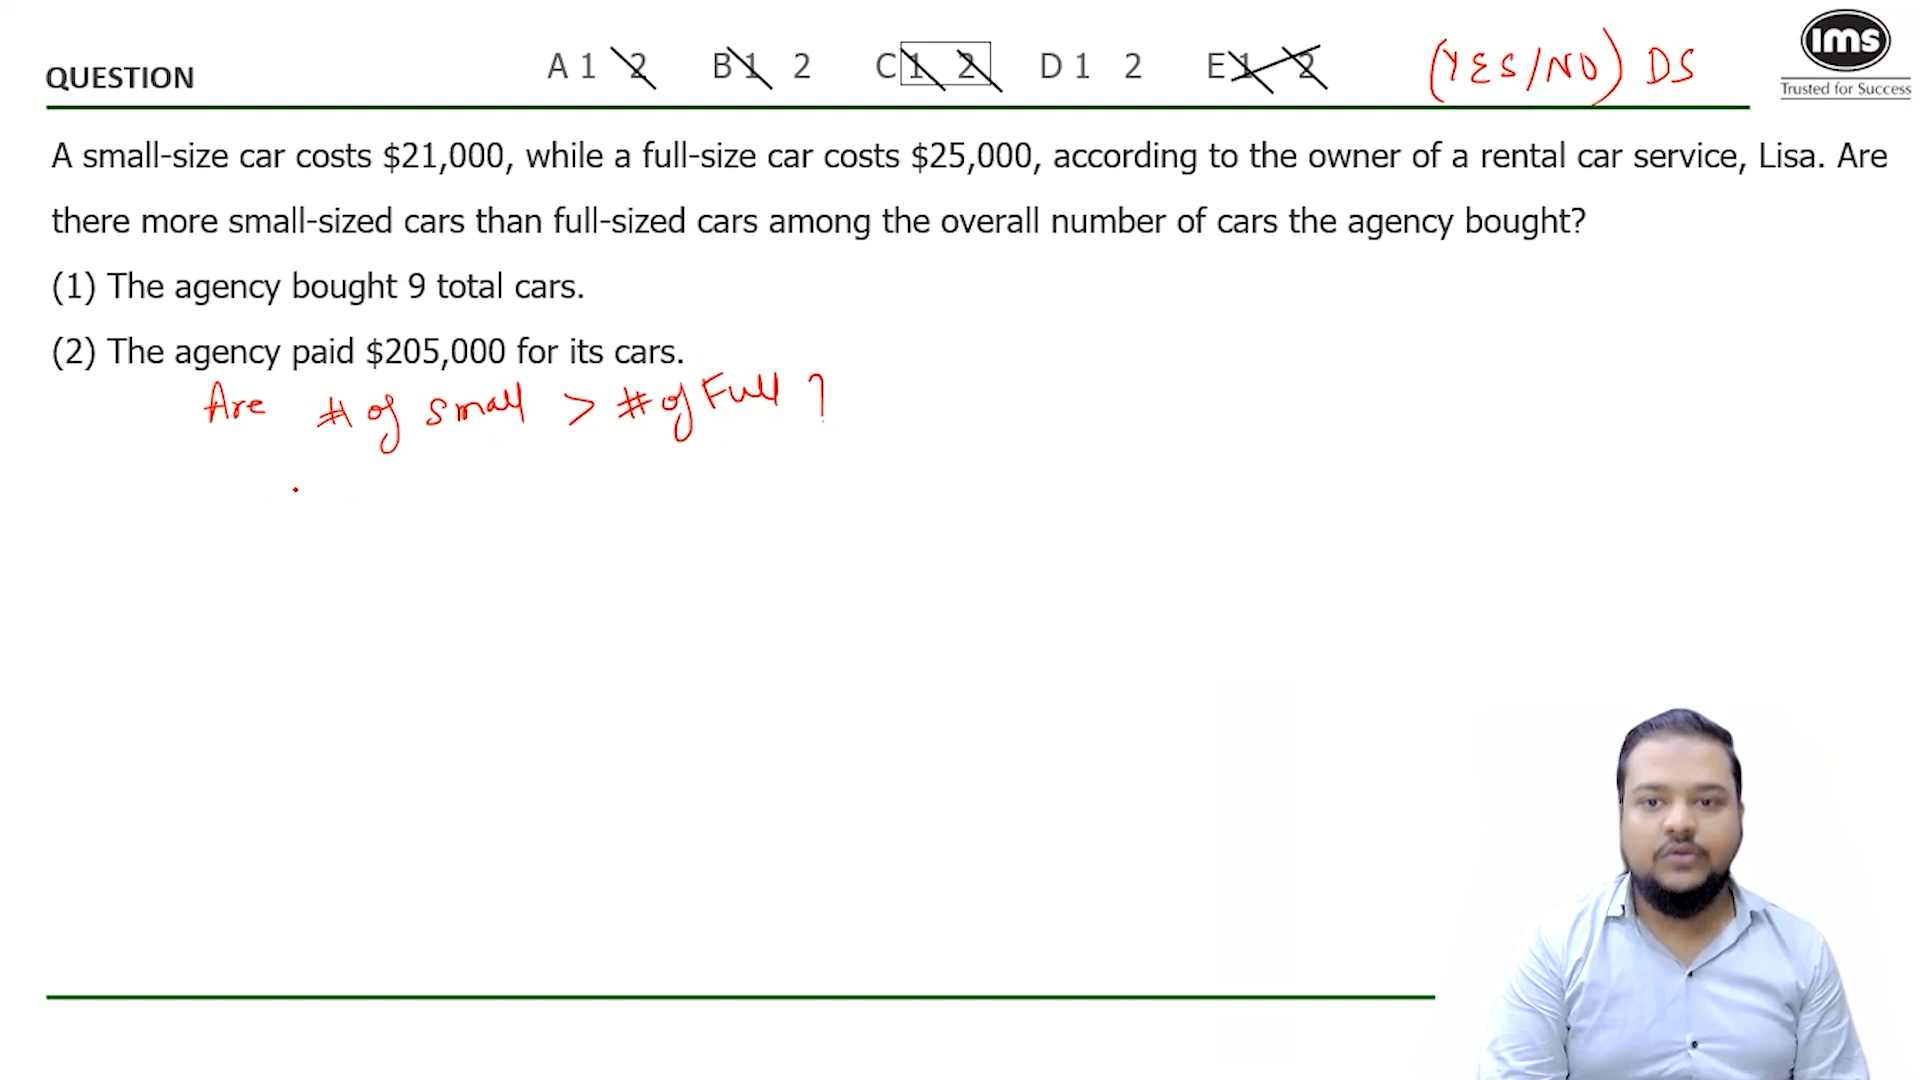 QUESTION
A 1 2 B 1 2 C 1 2 D 1 2 E 1 2
(YES/NO) DS
ims
Trusted for Success
A small-size car costs $21,000, while a full-size car costs $25,000, according to the owner of a rental car service, Lisa. Are
there more small-sized cars than full-sized cars among the overall number of cars the agency bought?
(1) The agency bought 9 total cars.
(2) The agency paid $205,000 for its cars.
Are # of small > # of Full ?